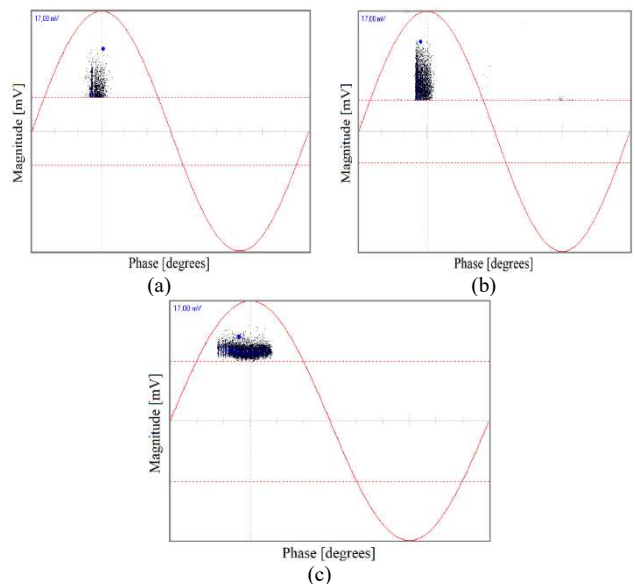 17,00 mV
Magnitude [mV]
Phase [degrees]
(a)
17,00 mV
Magnitude [mV]
Phase [degrees]
(b)
17,00 mV
Magnitude [mV]
Phase [degrees]
(c)